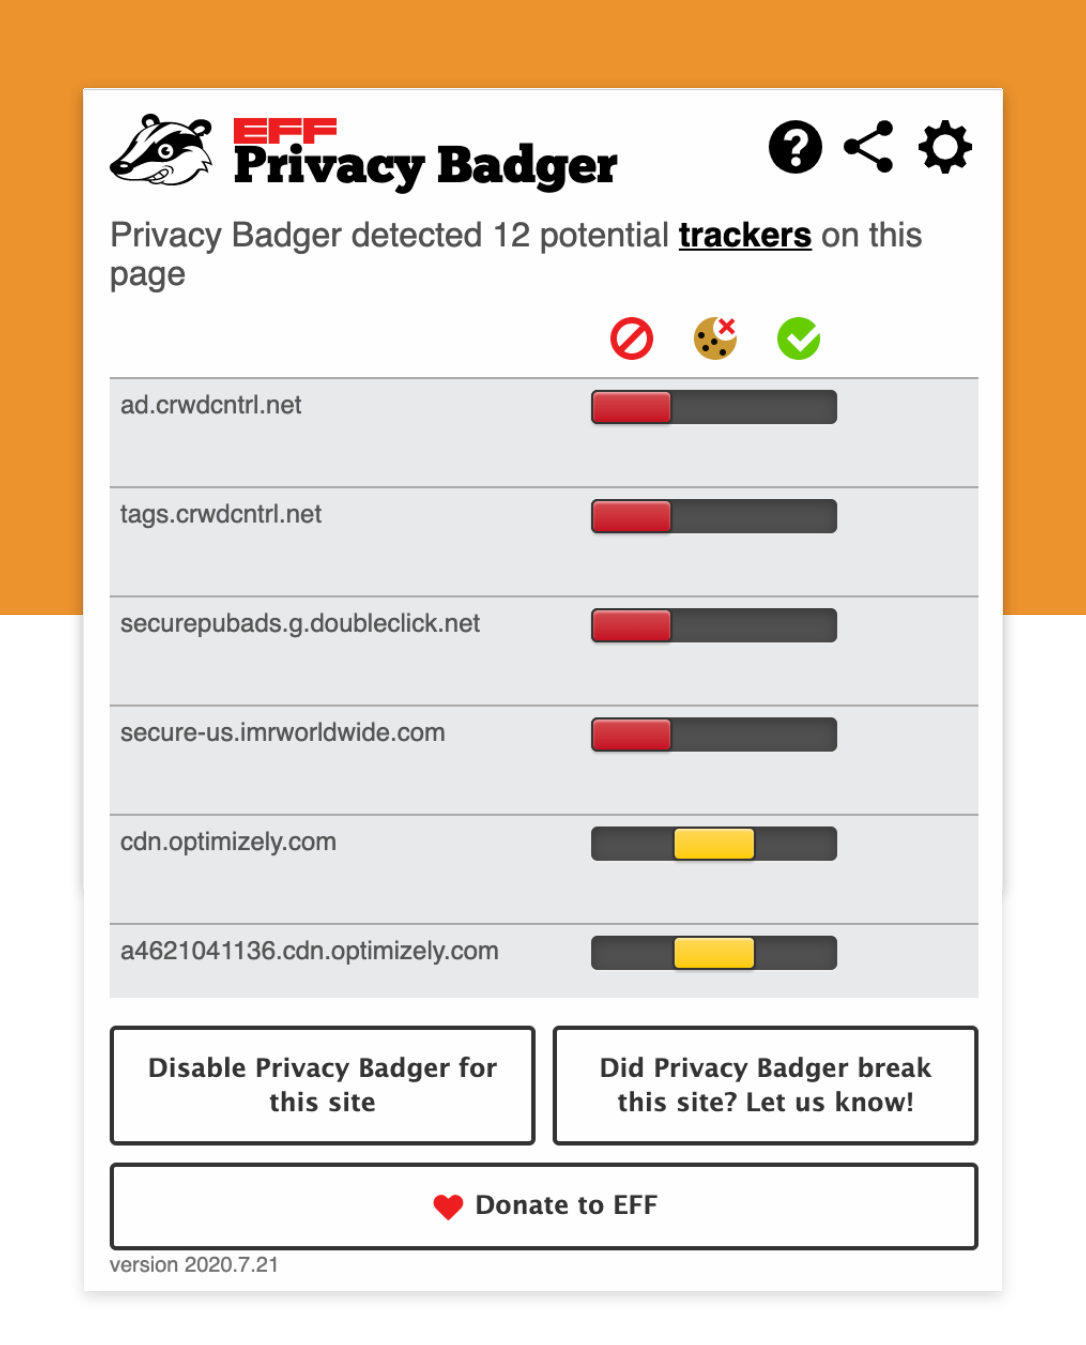 EFF
Privacy Badger
Privacy Badger detected 12 potential trackers on this
page
ad.crwdcntrl.net
tags.crwdcntrl.net
securepubads.g.doubleclick.net
secure-us.imrworldwide.com
cdn.optimizely.com
a4621041136.cdn.optimizely.com
Disable Privacy Badger for
this site
Did Privacy Badger break
this site? Let us know!
Donate to EFF
version 2020.7.21